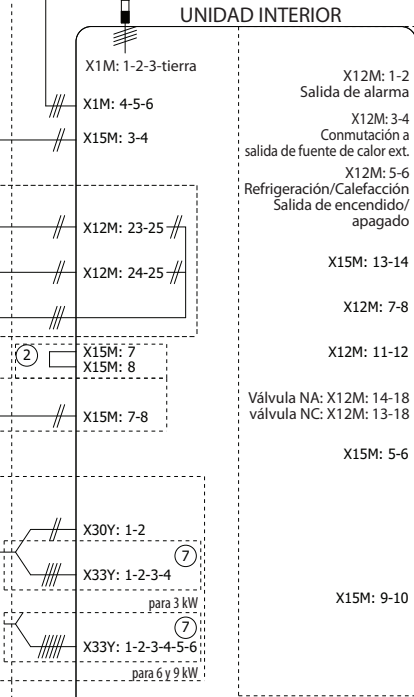 UNIDAD INTERIOR
X1M: 1-2-3-tierra
X1M: 4-5-6
X15M: 3-4
X12M: 23-25
X12M: 24-25
2
X15M: 7
X15M: 8
X15M: 7-8
X30Y: 1-2
7
X33Y: 1-2-3-4
para 3 kW
7
X33Y: 1-2-3-4-5-6
para 6 y 9 kW
X12M: 1-2
Salida de alarma
X12M: 3-4
Conmutación a
salida de fuente de calor ext.
X12M: 5-6
Refrigeración/Calefacción
Salida de encendido/
apagado
X15M: 13-14
X12M: 7-8
X12M: 11-12
Válvula NA: X12M: 14-18
válvula NC: X12M: 13-18
X15M: 5-6
X15M: 9-10